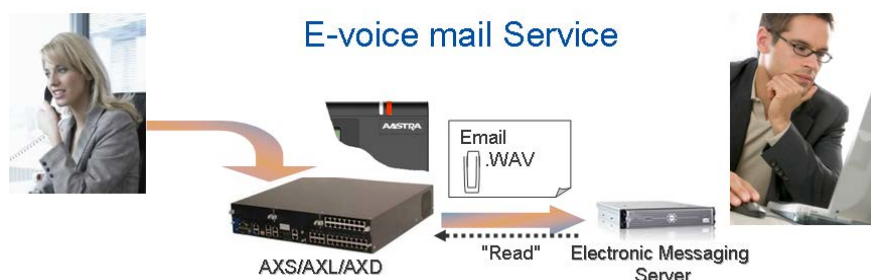 E-voice mail Service
AASTRA
Email
.WAV
"Read"
AXS/AXL/AXD
Electronic Messaging
Server